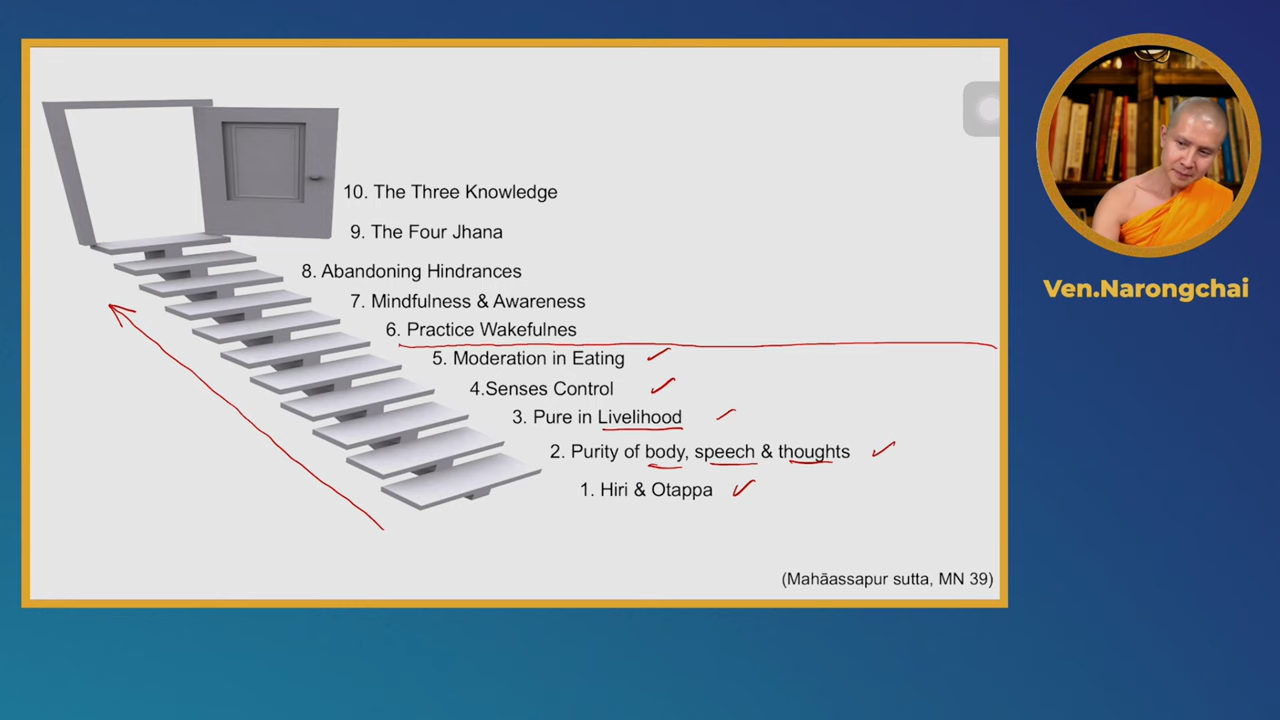 10. The Three Knowledge
9. The Four Jhana
8. Abandoning Hindrances
7. Mindfulness & Awareness
6. Practice Wakefulnes
5. Moderation in Eating
4.Senses Control
3. Pure in Livelihood
2. Purity of body, speech & thoughts
1. Hiri & Otappa
(Mahāassapur sutta, MN 39)
Ven.Narongchai